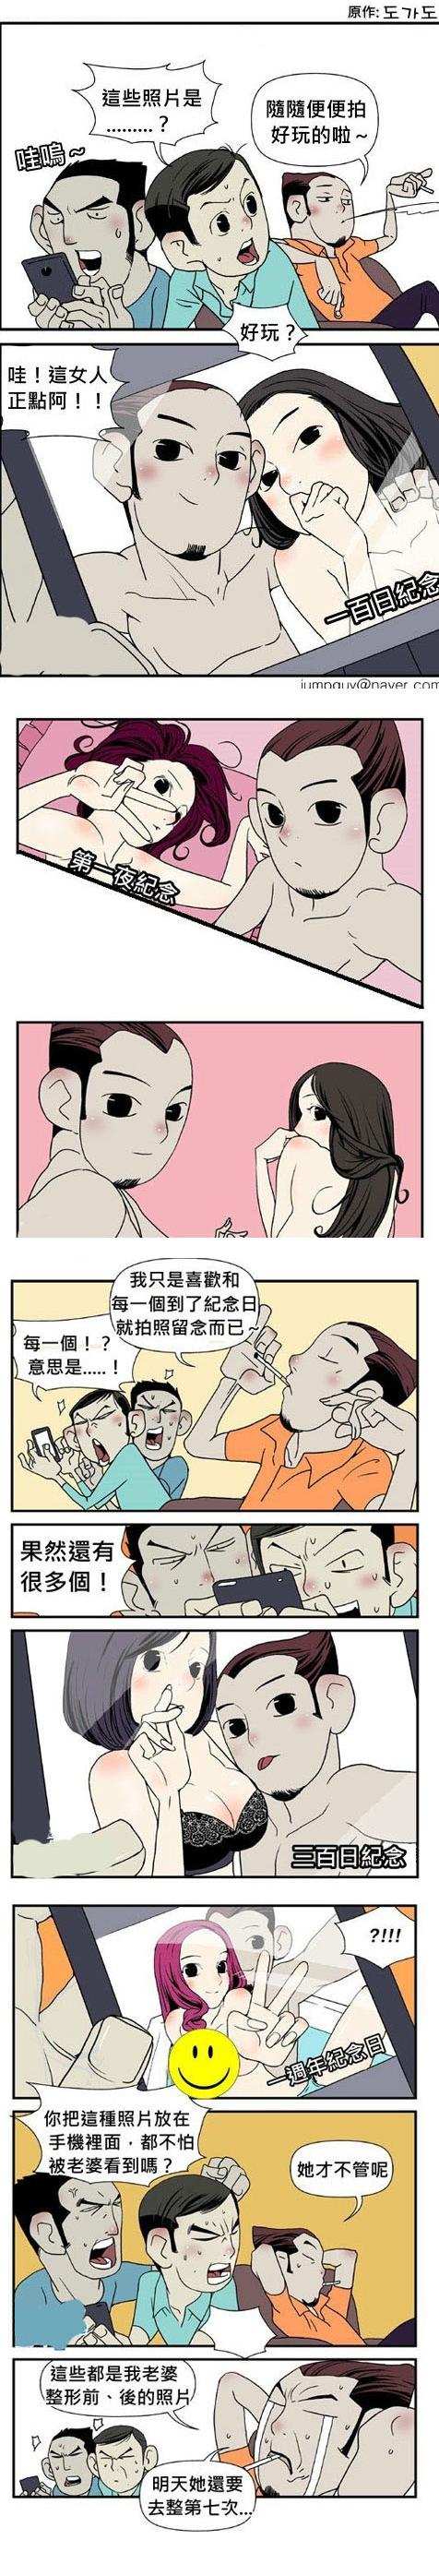 原作: 도가도
這些照片是
.........？
隨隨便便拍
好玩的啦～
哇嗚～
好玩？
哇！這女人
正點阿！！
一百日紀念
jumpguy@naver.com
第一夜紀念
我只是喜歡和
每一個到了紀念日
就拍照留念而已～
每一個！？
意思是.....！
果然還有
很多個！
三百日紀念
?!!!
一週年紀念日
你把這種照片放在
手機裡面，都不怕
被老婆看到嗎？
她才不管呢
這些都是我老婆
整形前、後的照片
明天她還要
去整第七次...